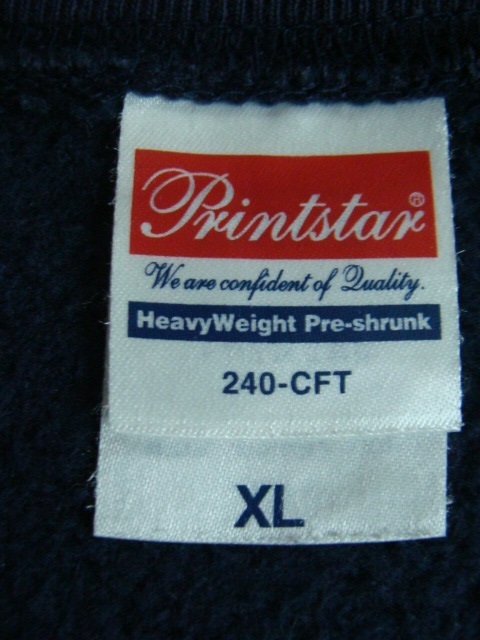 Printstar®
We are confident of Quality.
HeavyWeight Pre-shrunk
240-CFT
XL